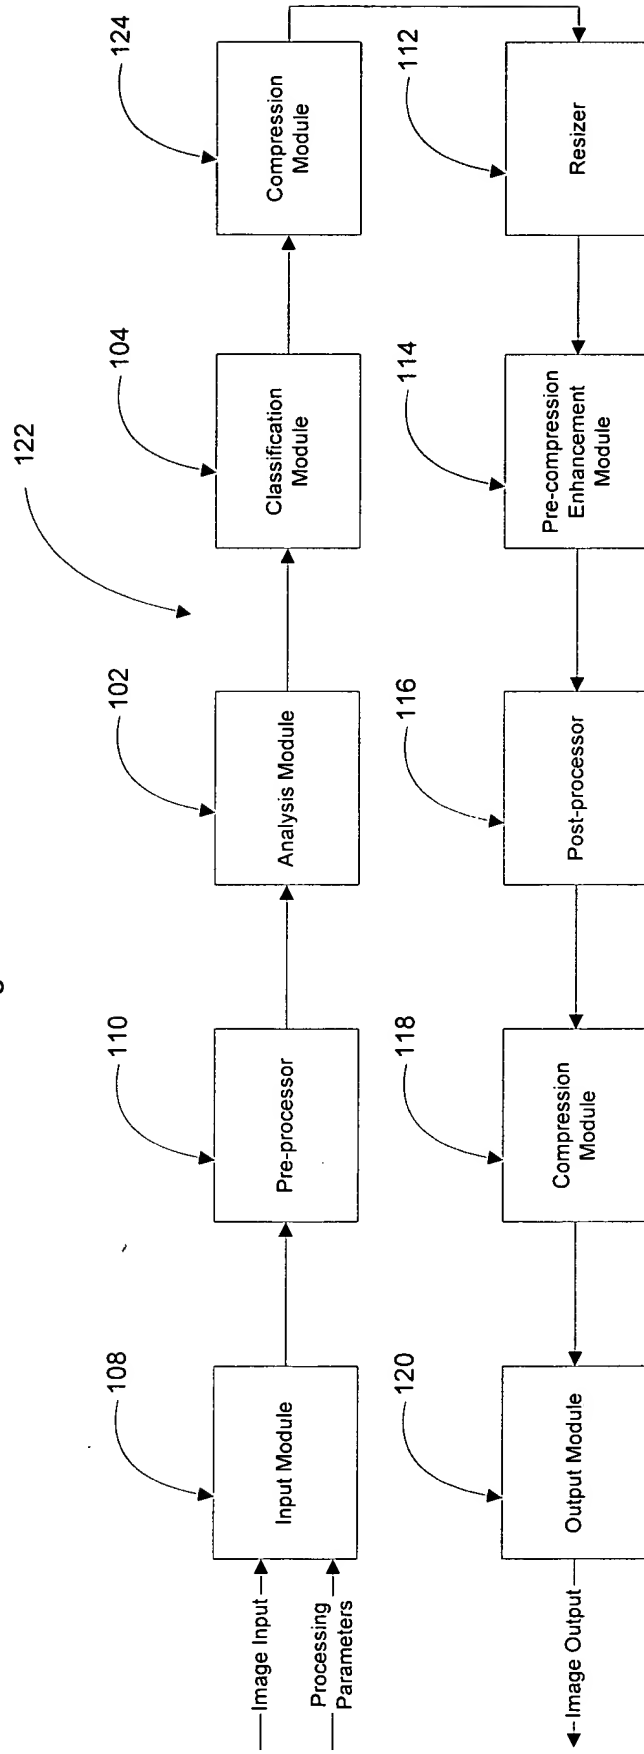 122
108
110
102
104
124
Image Input
Processing
Parameters
Input Module
Pre-processor
Analysis Module
Classification
Module
Compression
Module
120
118
116
114
112
Image Output
Output Module
Compression
Module
Post-processor
Pre-compression
Enhancement
Module
Resizer